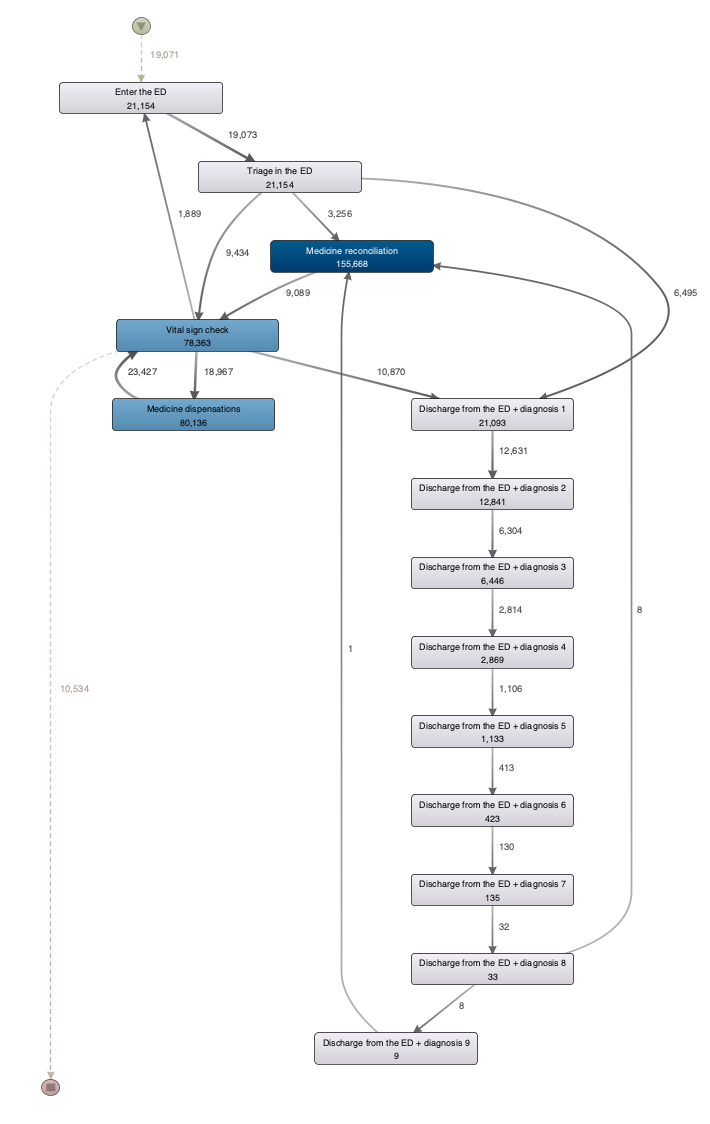 19,071
Enter the ED
21,154
19,073
Triage in the ED
21,154
1,889
3,256
9,434
Medicine reconciliation
155,668
9,089
6,495
Vital sign check
78,363
23,427
18,967
10,870
Medicine dispensations
80,136
Discharge from the ED + diagnosis 1
21,093
12,631
Discharge from the ED + diagnosis 2
12,841
6,304
Discharge from the ED + diagnosis 3
6,446
2,814
8
Discharge from the ED + diagnosis 4
2,869
1
10,534
1,106
Discharge from the ED + diagnosis 5
1,133
413
Discharge from the ED + diagnosis 6
423
130
Discharge from the ED + diagnosis 7
135
32
Discharge from the ED + diagnosis 8
33
8
Discharge from the ED + diagnosis 9
9